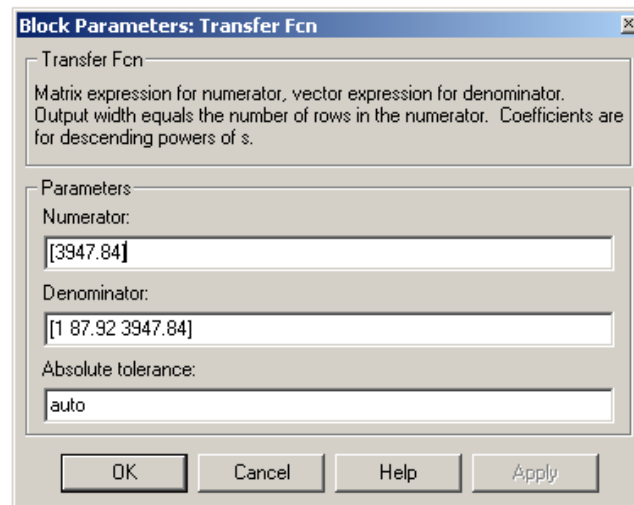 Block Parameters: Transfer Fcn
Transfer Fcn
Matrix expression for numerator, vector expression for denominator.
Output width equals the number of rows in the numerator. Coefficients are
for descending powers of s.
Parameters
Numerator:
[3947.84]
Denominator:
[1 87.92 3947.84]
Absolute tolerance:
auto
OK Cancel Help Apply